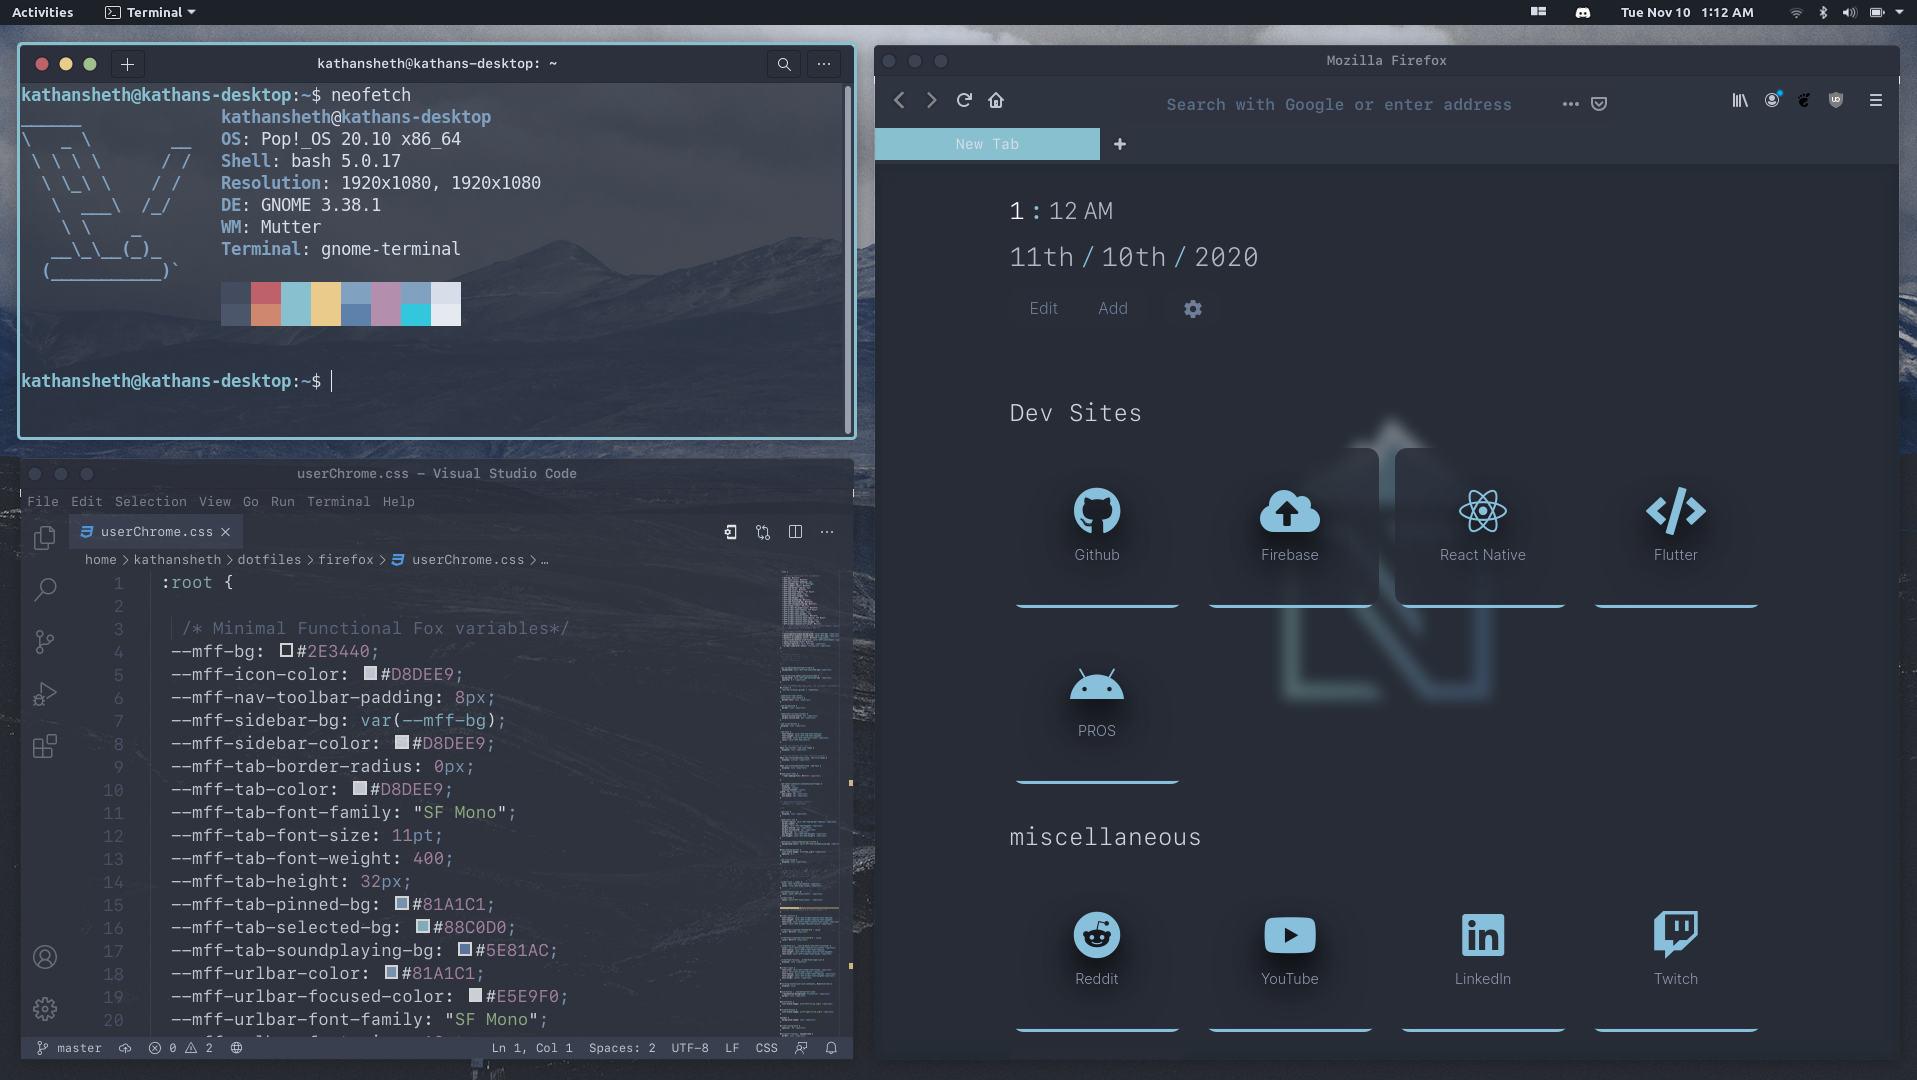 Activities
Terminal
Tue Nov 10 1:12 AM
kathansheth@kathans-desktop: ~
kathansheth@kathans-desktop:~$ neofetch
kathansheth@kathans-desktop
OS: Pop!_OS 20.10 x86_64
Shell: bash 5.0.17
Resolution: 1920x1080, 1920x1080
DE: GNOME 3.38.1
WM: Mutter
Terminal: gnome-terminal
kathansheth@kathans-desktop:~$
userChrome.css - Visual Studio Code
File Edit Selection View Go Run Terminal Help
userChrome.css
home > kathansheth > dotfiles > firefox > userChrome.css > …
1 :root {
2
3 /* Minimal Functional Fox variables*/
4 --mff-bg: #2E3440;
5 --mff-icon-color: #D8DEE9;
6 --mff-nav-toolbar-padding: 8px;
7 --mff-sidebar-bg: var(--mff-bg);
8 --mff-sidebar-color: #D8DEE9;
9 --mff-tab-border-radius: 0px;
10 --mff-tab-color: #D8DEE9;
11 --mff-tab-font-family: "SF Mono";
12 --mff-tab-font-size: 11pt;
13 --mff-tab-font-weight: 400;
14 --mff-tab-height: 32px;
15 --mff-tab-pinned-bg: #81A1C1;
16 --mff-tab-selected-bg: #88C0D0;
17 --mff-tab-soundplaying-bg: #5E81AC;
18 --mff-urlbar-color: #81A1C1;
19 --mff-urlbar-focused-color: #E5E9F0;
20 --mff-urlbar-font-family: "SF Mono";
master 0 2 Ln 1, Col 1 Spaces: 2 UTF-8 LF CSS
Mozilla Firefox
Search with Google or enter address
New Tab
1 : 12 AM
11th / 10th / 2020
Edit Add
Dev Sites
Github Firebase React Native Flutter
PROS
miscellaneous
Reddit YouTube LinkedIn Twitch